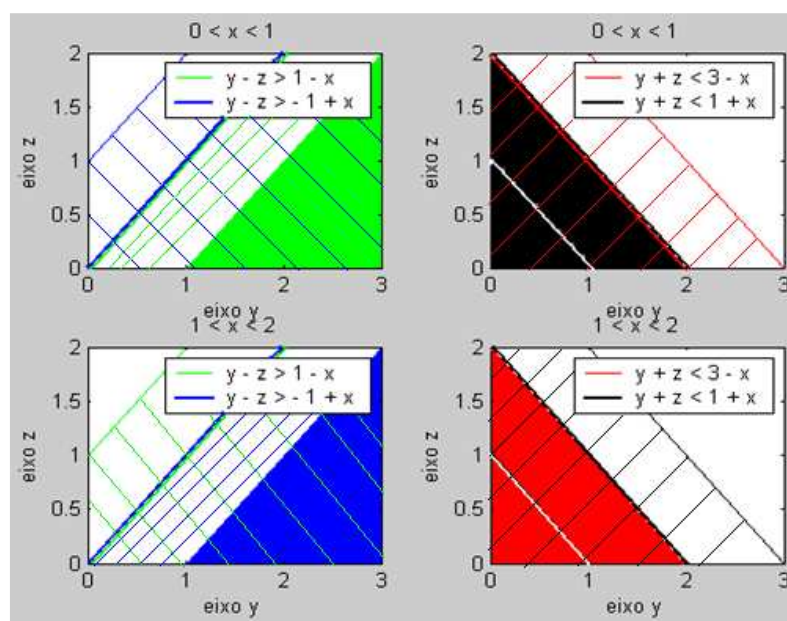 0 < x < 1
2
1.5
1
0.5
0
eixo z
y - z > 1 - x
y - z > - 1 + x
0
1
2
3
eixo y
0 < x < 1
2
1.5
1
0.5
0
eixo z
y + z < 3 - x
y + z < 1 + x
0
1
2
3
eixo y
1 < x < 2
2
1.5
1
0.5
0
eixo z
y - z > 1 - x
y - z > - 1 + x
0
1
2
3
eixo y
1 < x < 2
2
1.5
1
0.5
0
eixo z
y + z < 3 - x
y + z < 1 + x
0
1
2
3
eixo y